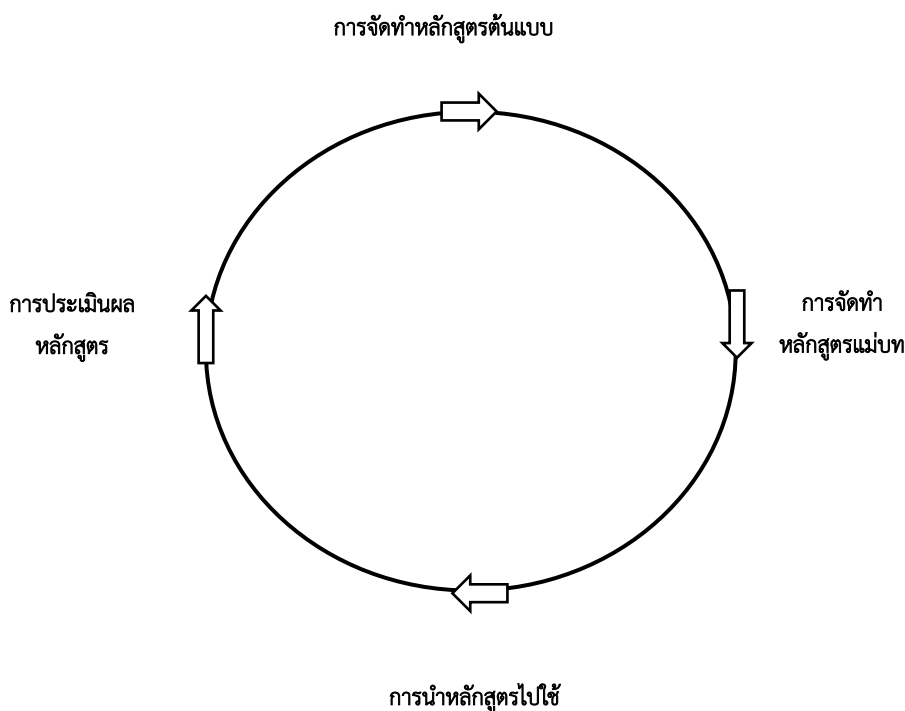 การจัดทำหลักสูตรต้นแบบ
การประเมินผล
หลักสูตร
การจัดทำ
หลักสูตรแม่บท
การนำหลักสูตรไปใช้